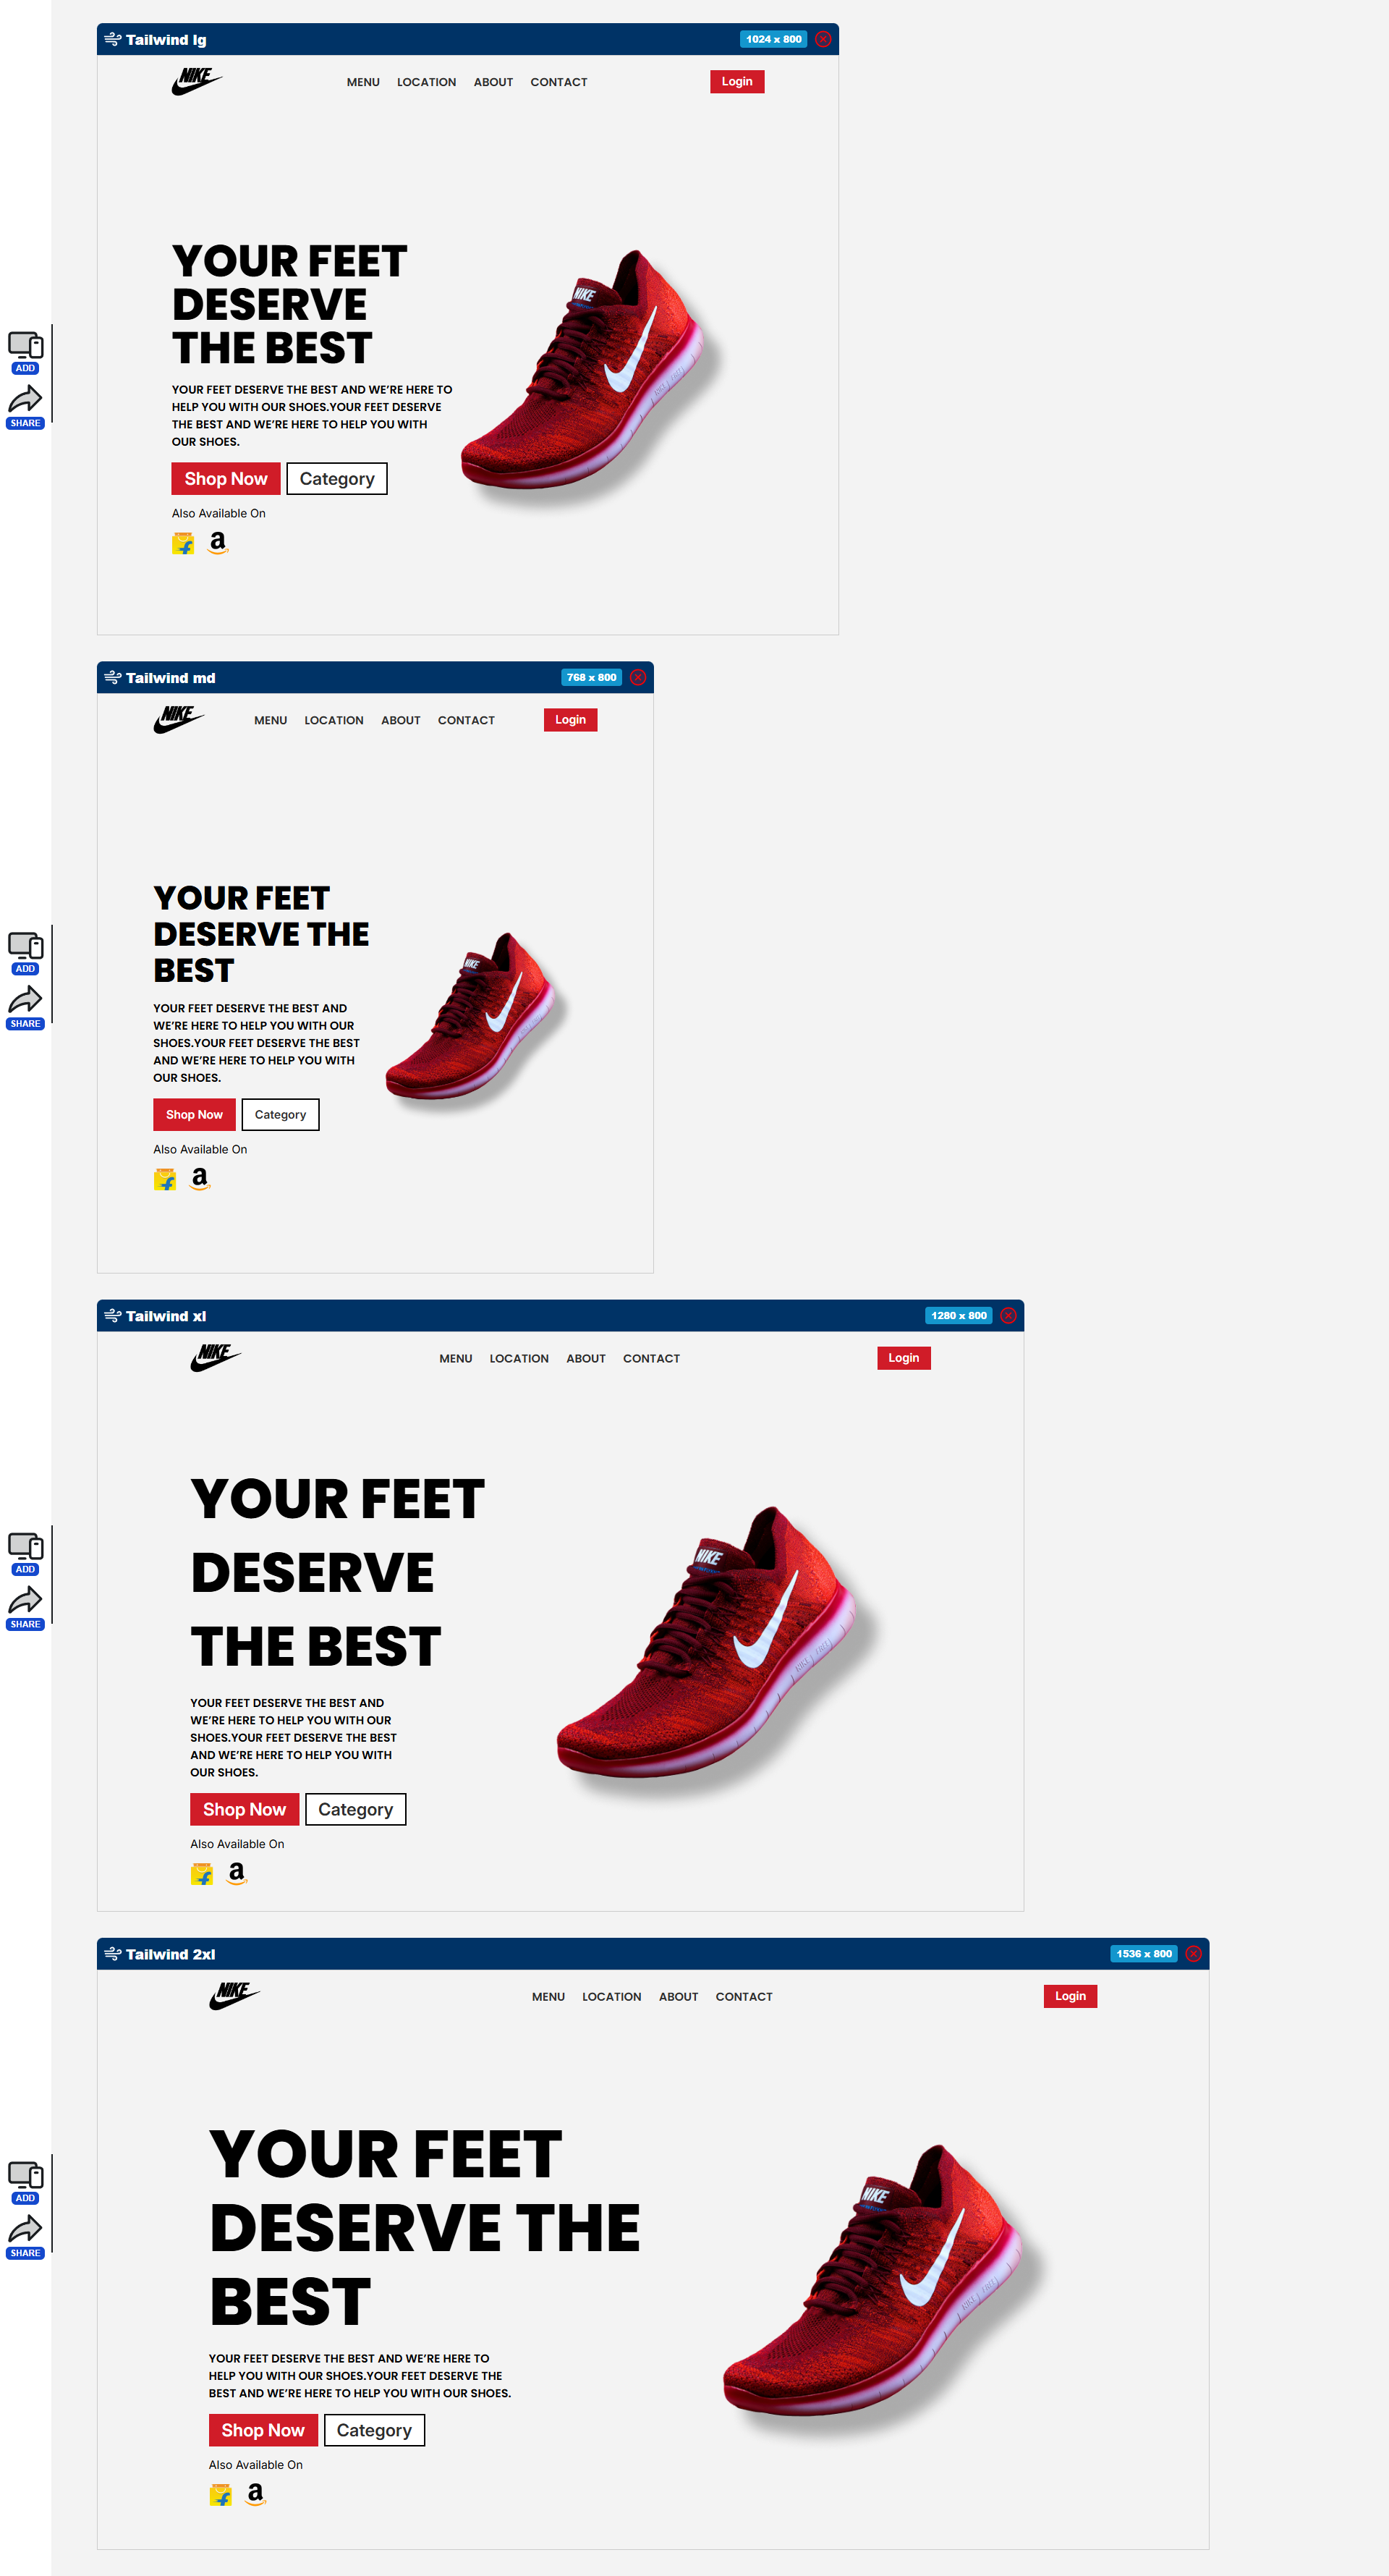 Tailwind lg
1024 x 800
NIKE
MENU LOCATION ABOUT CONTACT
Login
YOUR FEET
DESERVE
THE BEST
YOUR FEET DESERVE THE BEST AND WE’RE HERE TO
HELP YOU WITH OUR SHOES.YOUR FEET DESERVE
THE BEST AND WE’RE HERE TO HELP YOU WITH
OUR SHOES.
Shop Now Category
Also Available On
a
NIKE
ADD
SHARE
Tailwind md
768 x 800
NIKE
MENU LOCATION ABOUT CONTACT
Login
YOUR FEET
DESERVE THE
BEST
YOUR FEET DESERVE THE BEST AND
WE’RE HERE TO HELP YOU WITH OUR
SHOES.YOUR FEET DESERVE THE BEST
AND WE’RE HERE TO HELP YOU WITH
OUR SHOES.
Shop Now Category
Also Available On
a
NIKE
ADD
SHARE
Tailwind xl
1280 x 800
NIKE
MENU LOCATION ABOUT CONTACT
Login
YOUR FEET
DESERVE
THE BEST
YOUR FEET DESERVE THE BEST AND
WE’RE HERE TO HELP YOU WITH OUR
SHOES.YOUR FEET DESERVE THE BEST
AND WE’RE HERE TO HELP YOU WITH
OUR SHOES.
Shop Now Category
Also Available On
a
NIKE
ADD
SHARE
Tailwind 2xl
1536 x 800
NIKE
MENU LOCATION ABOUT CONTACT
Login
YOUR FEET
DESERVE THE
BEST
YOUR FEET DESERVE THE BEST AND WE’RE HERE TO
HELP YOU WITH OUR SHOES.YOUR FEET DESERVE THE
BEST AND WE’RE HERE TO HELP YOU WITH OUR SHOES.
Shop Now Category
Also Available On
a
NIKE
ADD
SHARE